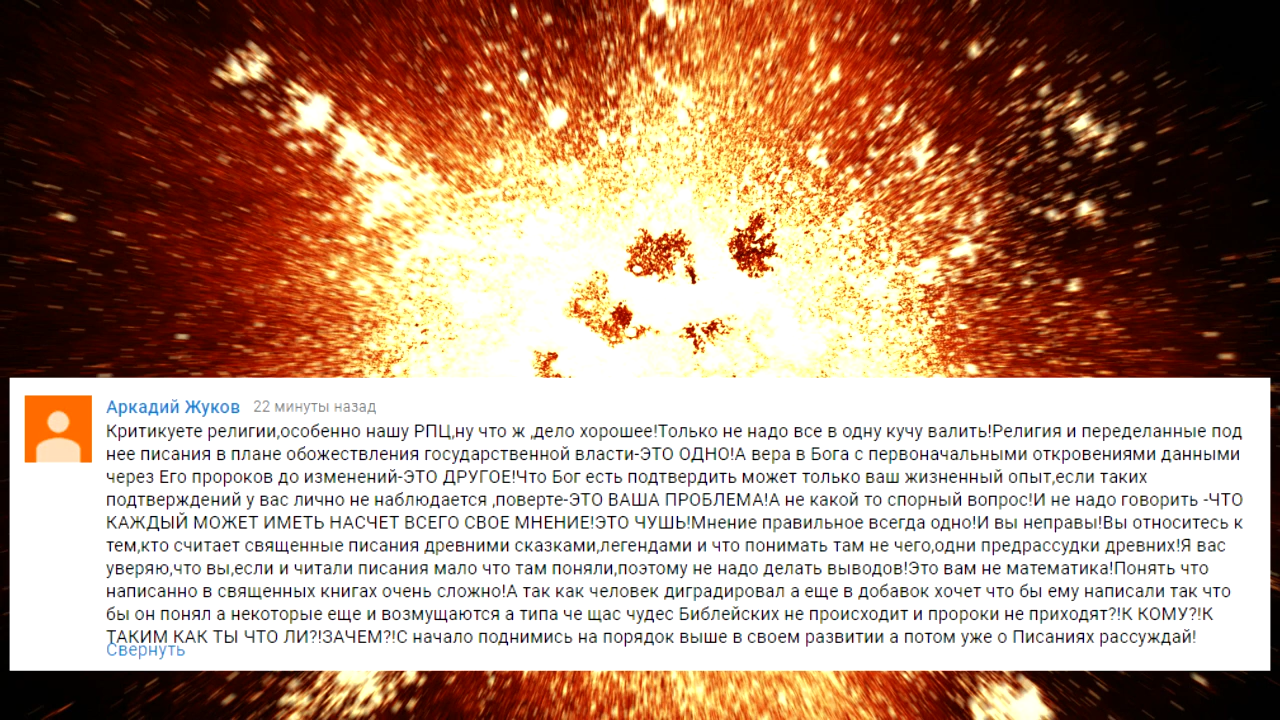 Аркадий Жуков 22 минуты назад
Критикуете религии,особенно нашу РПЦ,ну что ж ,дело хорошее!Только не надо все в одну кучу валить!Религия и переделанные под
нее писания в плане обожествления государственной власти-ЭТО ОДНО!А вера в Бога с первоначальными откровениями данными
через Его пророков до изменений-ЭТО ДРУГОЕ!Что Бог есть подтвердить может только ваш жизненный опыт,если таких
подтверждений у вас лично не наблюдается ,поверте-ЭТО ВАША ПРОБЛЕМА!А не какой то спорный вопрос!И не надо говорить -ЧТО
КАЖДЫЙ МОЖЕТ ИМЕТЬ НАСЧЕТ ВСЕГО СВОЕ МНЕНИЕ!ЭТО ЧУШЬ!Мнение правильное всегда одно!И вы неправы!Вы относитесь к
тем,кто считает священные писания древними сказками,легендами и что понимать там не чего,одни предрассудки древних!Я вас
уверяю,что вы,если и читали писания мало что там поняли,поэтому не надо делать выводов!Это вам не математика!Понять что
написанно в священных книгах очень сложно!А так как человек диградировал а еще в добавок хочет что бы ему написали так что
бы он понял а некоторые еще и возмущаются а типа че щас чудес Библейских не происходит и пророки не приходят?!К КОМУ?!К
ТАКИМ КАК ТЫ ЧТО ЛИ?!ЗАЧЕМ?!С начало поднимись на порядок выше в своем развитии а потом уже о Писаниях рассуждай!
Свернуть